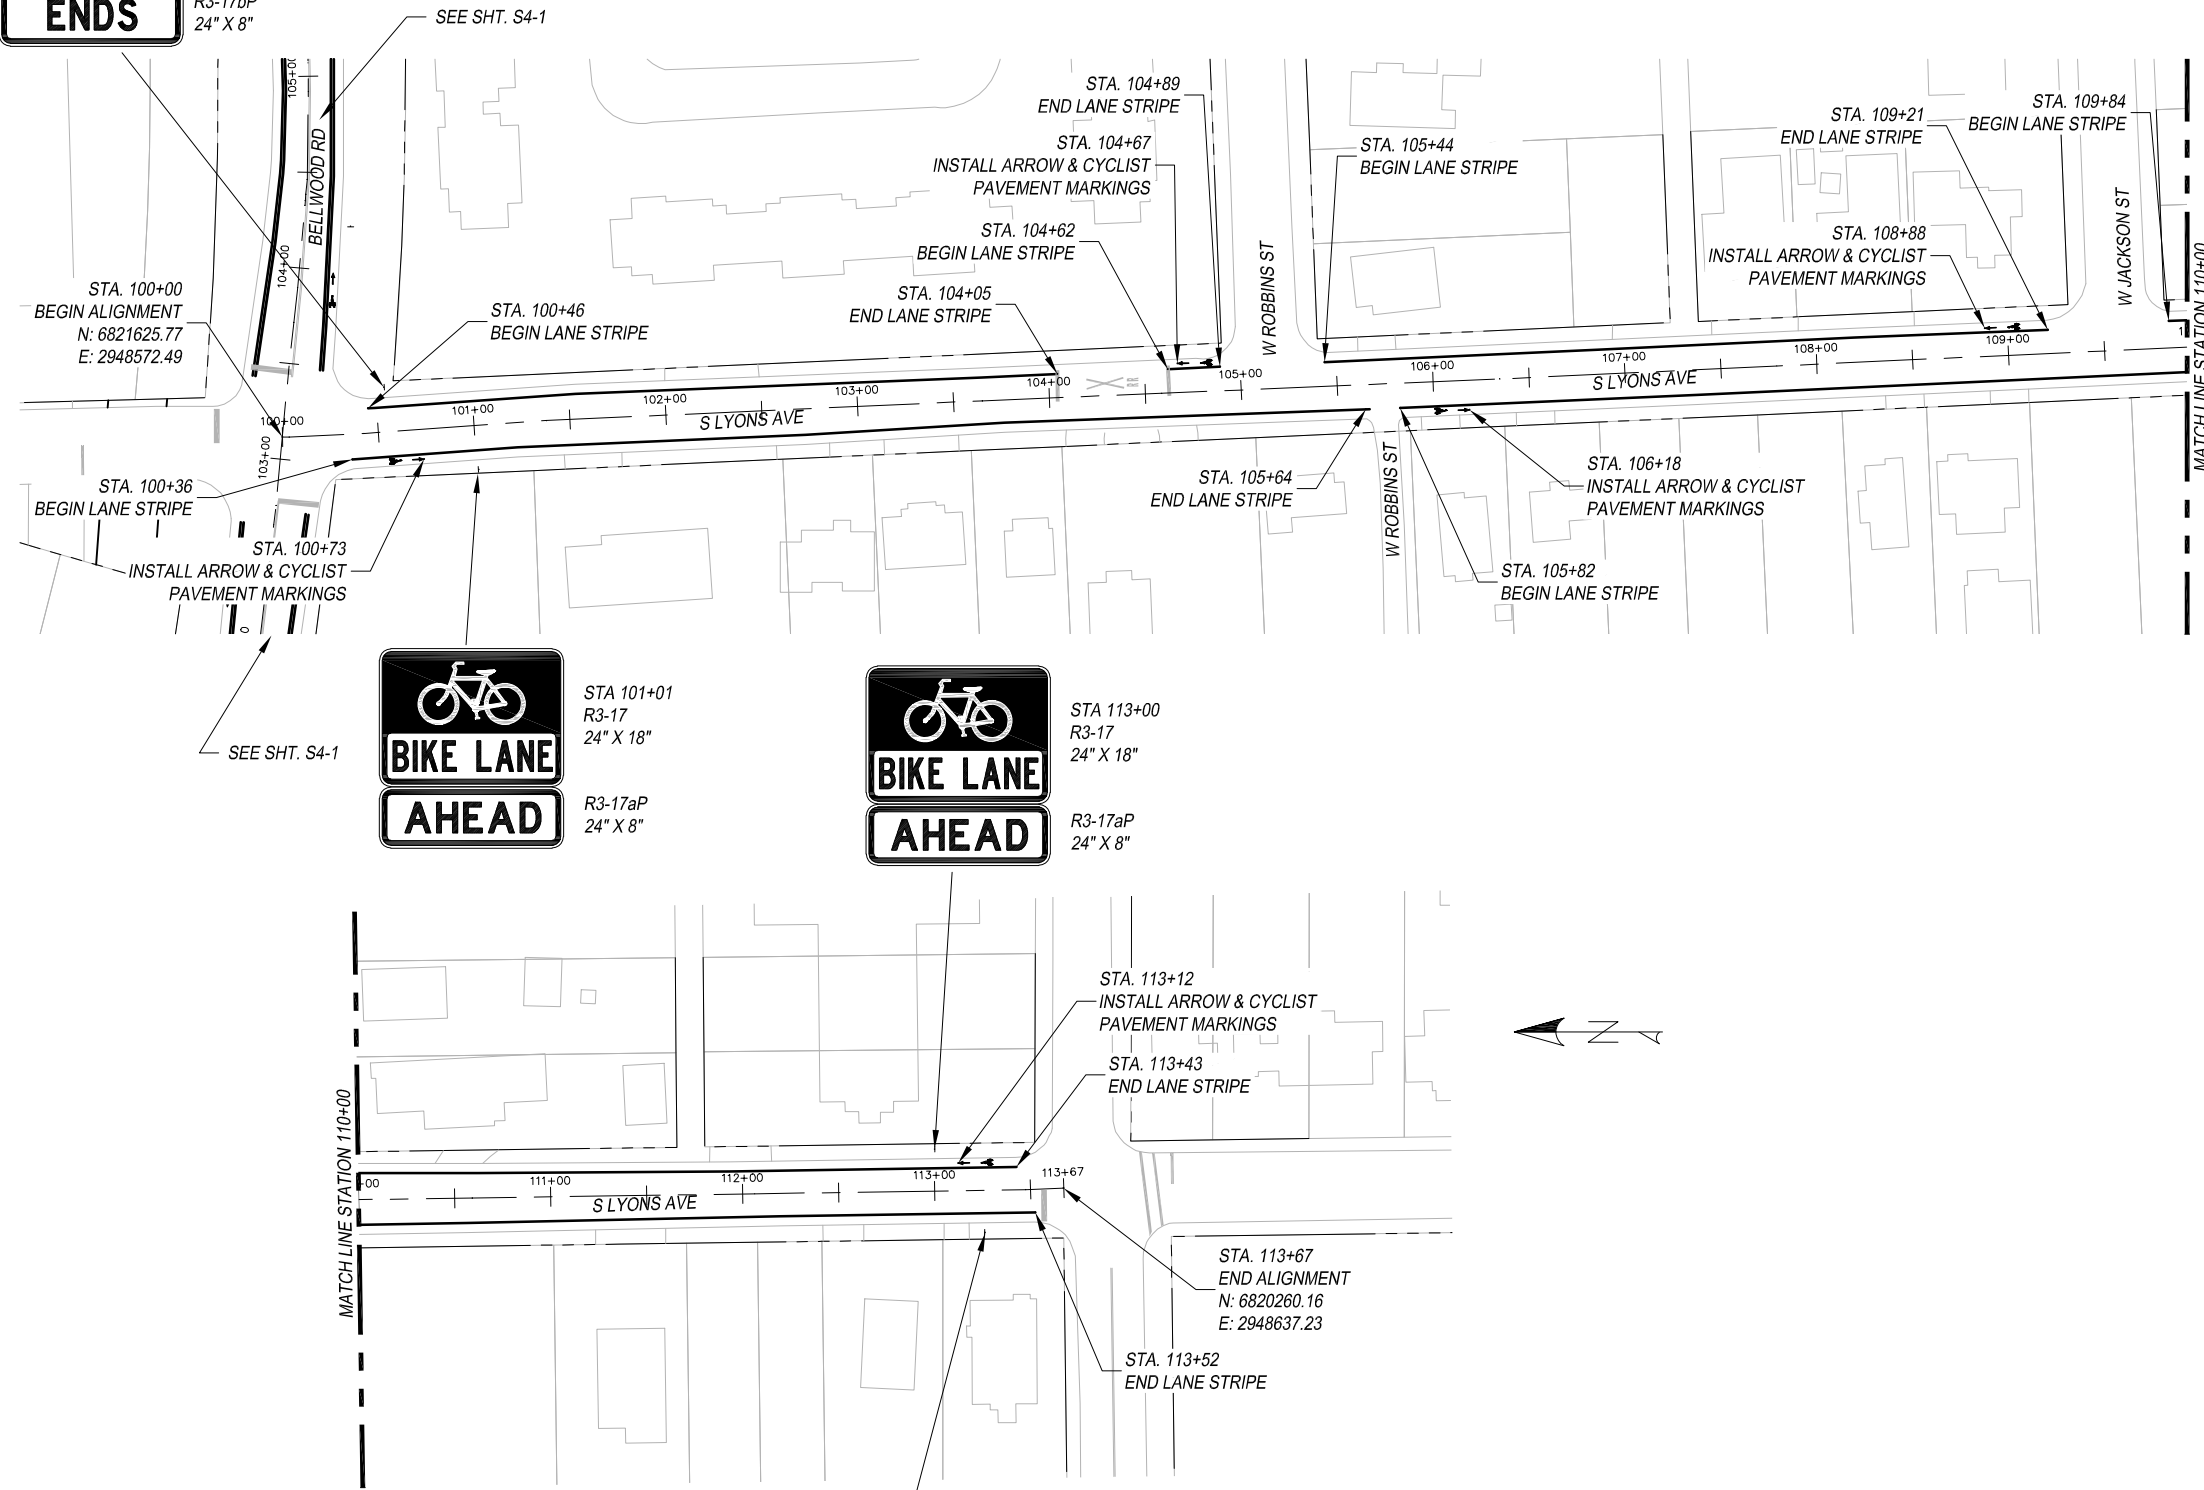 ENDS
R3-17bP
24" X 8"
SEE SHT. S4-1
105+00
BELLWOOD RD
104+00
STA. 104+89
END LANE STRIPE
STA. 104+67
INSTALL ARROW & CYCLIST
PAVEMENT MARKINGS
STA. 104+62
BEGIN LANE STRIPE
STA. 104+05
END LANE STRIPE
W ROBBINS ST
STA. 105+44
BEGIN LANE STRIPE
STA. 109+21
END LANE STRIPE
STA. 109+84
BEGIN LANE STRIPE
STA. 108+88
INSTALL ARROW & CYCLIST
PAVEMENT MARKINGS
W JACKSON ST
MATCH LINE STATION 110+00
STA. 100+00
BEGIN ALIGNMENT
N: 6821625.77
E: 2948572.49
STA. 100+46
BEGIN LANE STRIPE
100+00
101+00
102+00
103+00
104+00
105+00
106+00
107+00
108+00
109+00
1
S LYONS AVE
S LYONS AVE
103+00
STA. 100+36
BEGIN LANE STRIPE
STA. 100+73
INSTALL ARROW & CYCLIST
PAVEMENT MARKINGS
0
STA. 105+64
END LANE STRIPE
W ROBBINS ST
STA. 106+18
INSTALL ARROW & CYCLIST
PAVEMENT MARKINGS
STA. 105+82
BEGIN LANE STRIPE
SEE SHT. S4-1
BIKE LANE
AHEAD
STA 101+01
R3-17
24" X 18"
R3-17aP
24" X 8"
BIKE LANE
AHEAD
STA 113+00
R3-17
24" X 18"
R3-17aP
24" X 8"
MATCH LINE STATION 110+00
STA. 113+12
INSTALL ARROW & CYCLIST
PAVEMENT MARKINGS
STA. 113+43
END LANE STRIPE
N
+00
111+00
112+00
113+00
113+67
S LYONS AVE
STA. 113+67
END ALIGNMENT
N: 6820260.16
E: 2948637.23
STA. 113+52
END LANE STRIPE